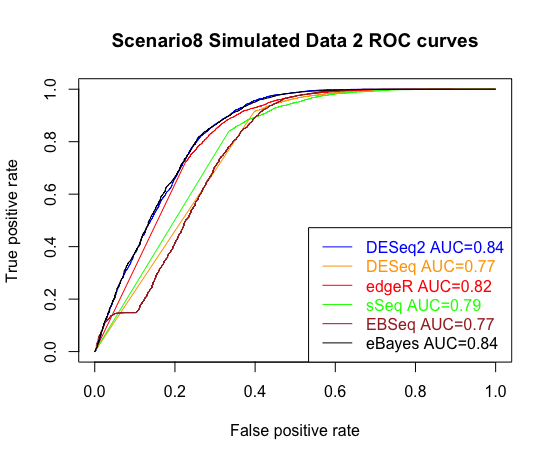 Scenario8 Simulated Data 2 ROC curves
True positive rate
1.0
0.8
0.6
0.4
0.2
0.0
DESeq2 AUC=0.84
DESeq AUC=0.77
edgeR AUC=0.82
sSeq AUC=0.79
EBSeq AUC=0.77
eBayes AUC=0.84
0.0 0.2 0.4 0.6 0.8 1.0
False positive rate